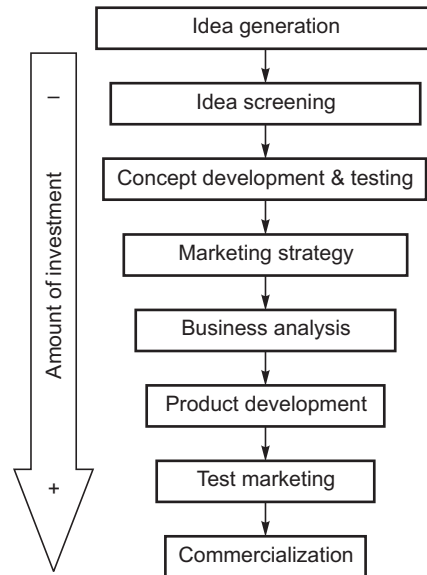 Idea generation
–
Idea screening
Concept development & testing
Marketing strategy
Amount of investment
Business analysis
Product development
+
Test marketing
Commercialization